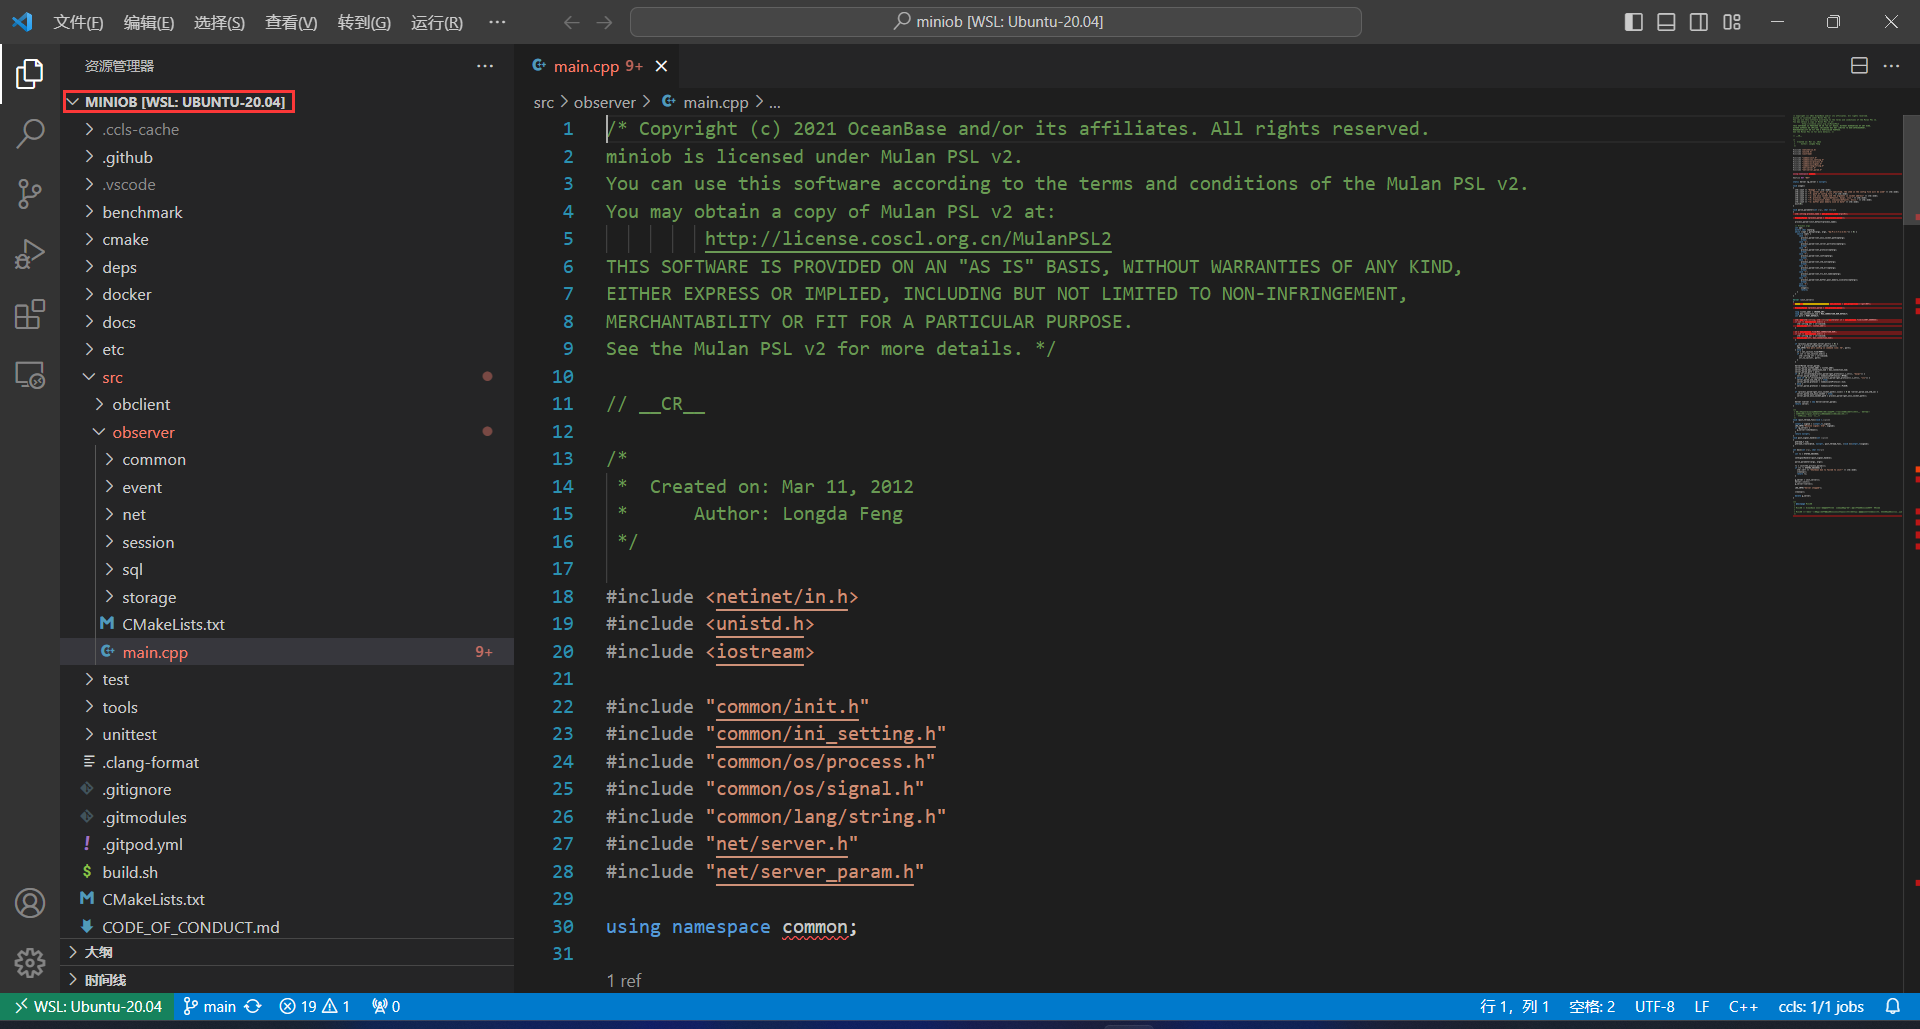 文件(F) 编辑(E) 选择(S) 查看(V) 转到(G) 运行(R) ···
miniob [WSL: Ubuntu-20.04]
资源管理器
MINIOB [WSL: UBUNTU-20.04]
.ccls-cache
.github
.vscode
benchmark
cmake
deps
docker
docs
etc
src
obclient
observer
common
event
net
session
sql
storage
CMakeLists.txt
main.cpp 9+
test
tools
unittest
.clang-format
.gitignore
.gitmodules
.gitpod.yml
build.sh
CMakeLists.txt
CODE_OF_CONDUCT.md
大纲
时间线
main.cpp 9+
src > observer > main.cpp > ...
1 /* Copyright (c) 2021 OceanBase and/or its affiliates. All rights reserved.
2 miniob is licensed under Mulan PSL v2.
3 You can use this software according to the terms and conditions of the Mulan PSL v2.
4 You may obtain a copy of Mulan PSL v2 at:
5 http://license.coscl.org.cn/MulanPSL2
6 THIS SOFTWARE IS PROVIDED ON AN "AS IS" BASIS, WITHOUT WARRANTIES OF ANY KIND,
7 EITHER EXPRESS OR IMPLIED, INCLUDING BUT NOT LIMITED TO NON-INFRINGEMENT,
8 MERCHANTABILITY OR FIT FOR A PARTICULAR PURPOSE.
9 See the Mulan PSL v2 for more details. */
10
11 // __CR__
12
13 /*
14 * Created on: Mar 11, 2012
15 * Author: Longda Feng
16 */
17
18 #include <netinet/in.h>
19 #include <unistd.h>
20 #include <iostream>
21
22 #include "common/init.h"
23 #include "common/ini_setting.h"
24 #include "common/os/process.h"
25 #include "common/os/signal.h"
26 #include "common/lang/string.h"
27 #include "net/server.h"
28 #include "net/server_param.h"
29
30 using namespace common;
31
1 ref
WSL: Ubuntu-20.04 main 19 1 0 行 1，列 1 空格: 2 UTF-8 LF C++ ccls: 1/1 jobs